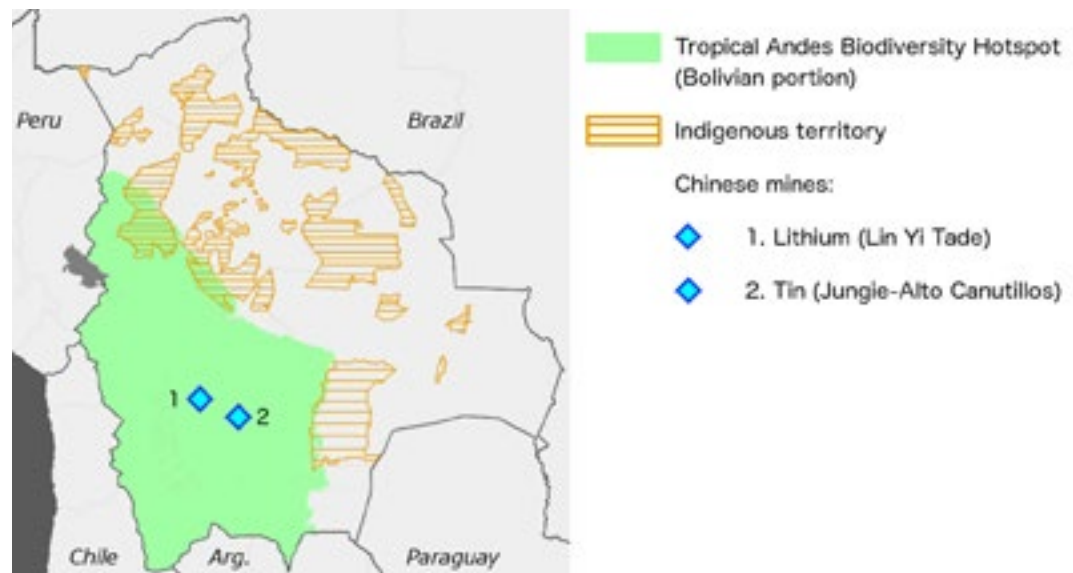 Peru
Brazil
1
2
Chile
Arg.
Paraguay
Tropical Andes Biodiversity Hotspot
(Bolivian portion)
Indigenous territory
Chinese mines:
1. Lithium (Lin Yi Tade)
2. Tin (Jungie-Alto Canutillos)